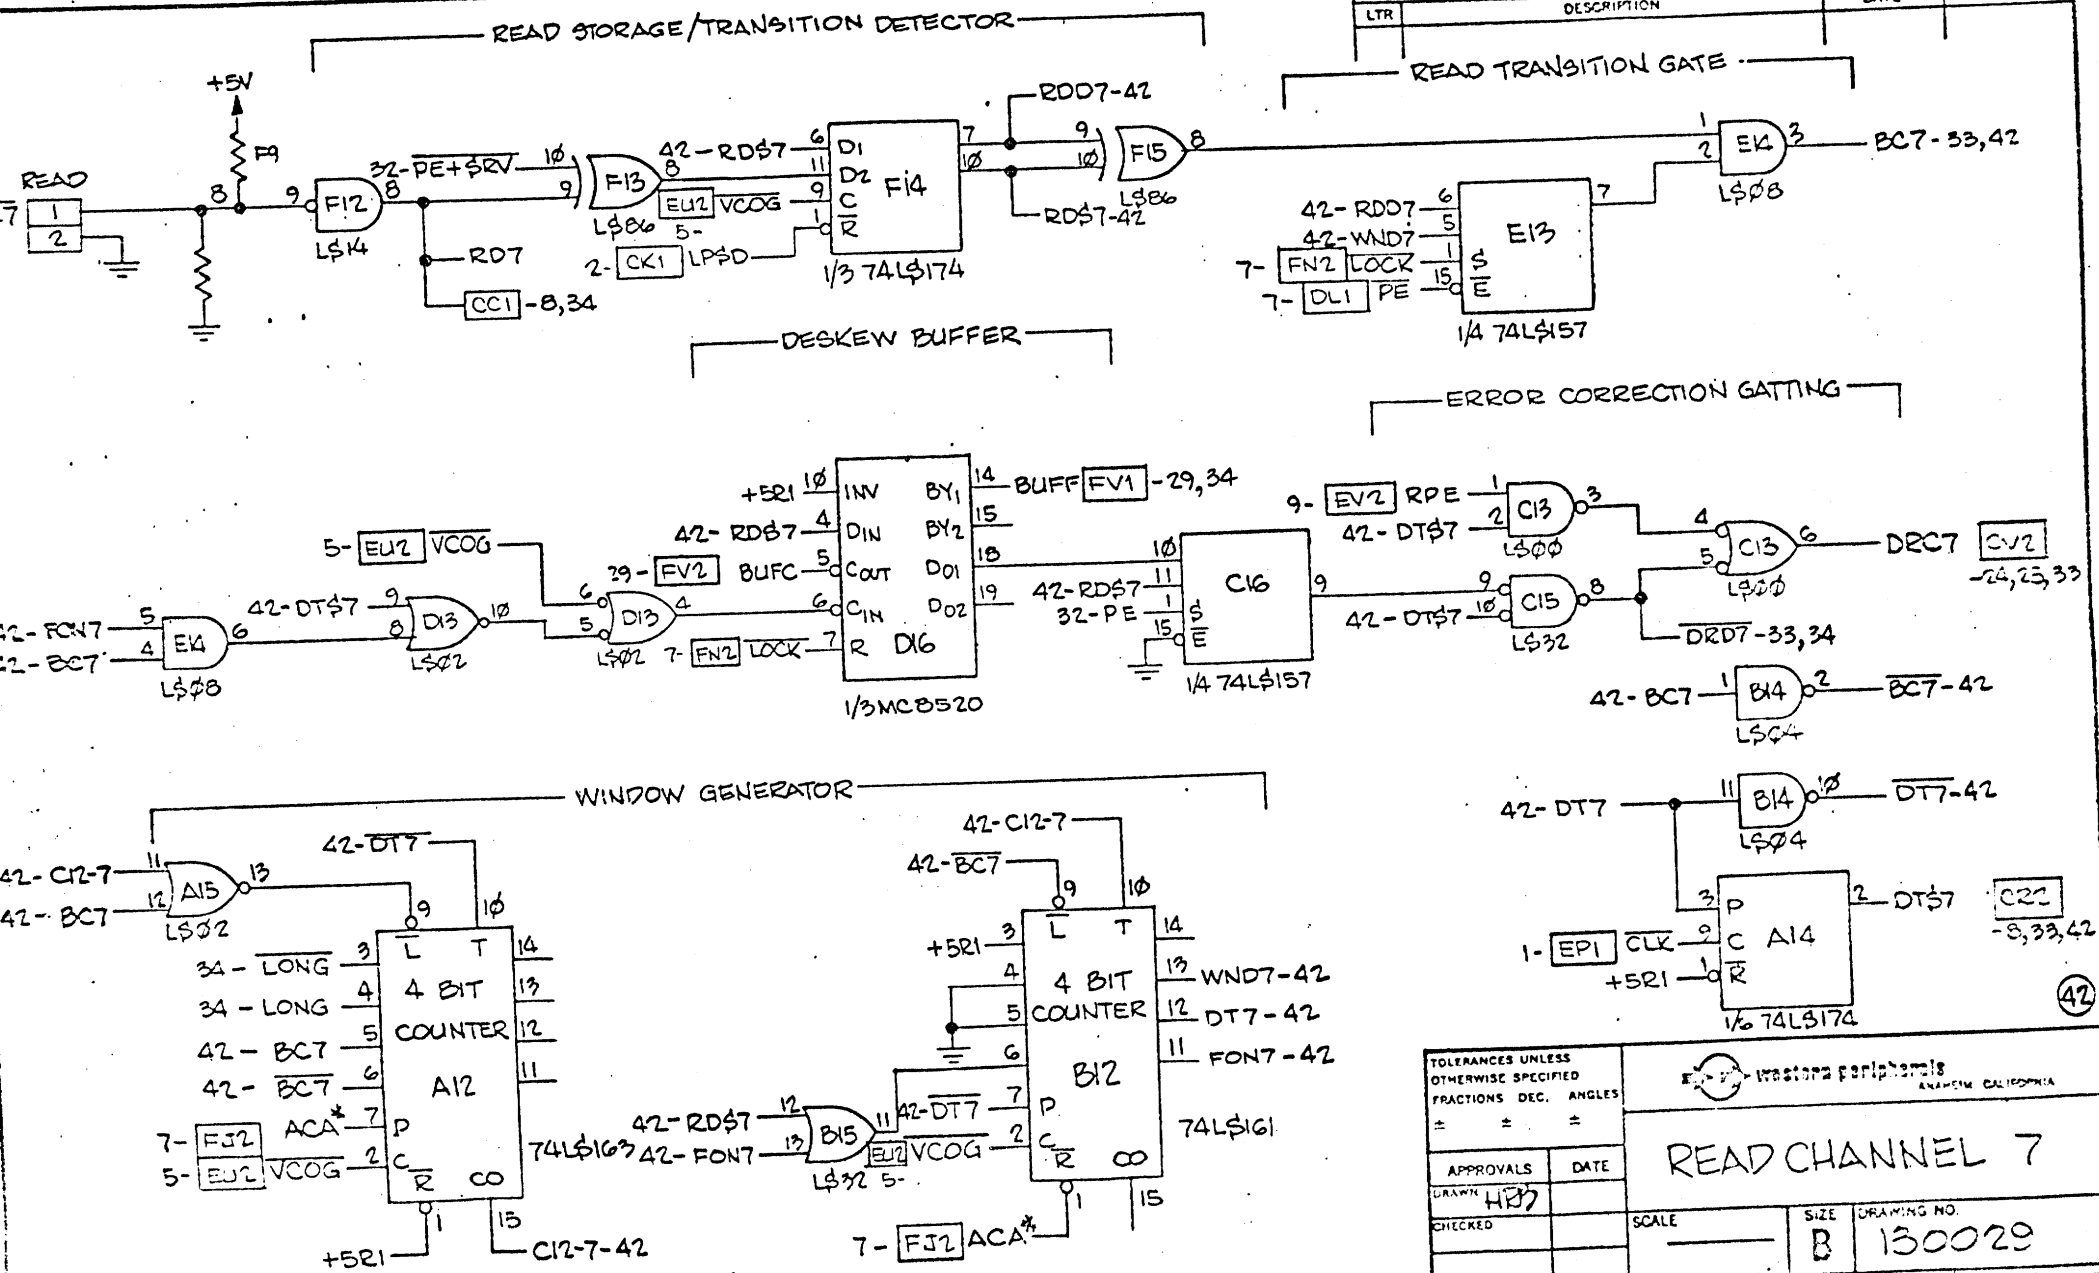 LTR DESCRIPTION
READ STORAGE/TRANSITION DETECTOR
READ TRANSITION GATE
+5V
F9
READ
1
2
8
9 F12 8
LS14
RD7
CC1 -8,34
32-PE+SRV 10
9 F13 8
LS86
42-RDS7 6 D1
11 D2
EU2 VCOG 9 C
5-
2- CK1 LPSD 1 R
F14
1/3 74LS174
7
10
RDD7-42
RDS7-42
9
10 F15 8
LS86
1
2 E14 3
LS08
BC7-33,42
42-RDD7 6
42-WND7 5
7- FN2 LOCK 1 S
7- DL1 PE 15 E
E13 7
1/4 74LS157
DESKEW BUFFER
ERROR CORRECTION GATTING
5- EU2 VCOG
42-DTS7 9
8 D13 10
LS02
42-FON7 5
42-BC7 4
E14 6
LS08
6
5 D13 4
LS02
+5R1 10 INV
42-RDS7 4 DIN
39- FV2 BUFC 5 COUT
6 CIN
7- FN2 LOCK 7 R
D16
BY1 14 BUFF FV1 -29,34
BY2 15
DO1 18
DO2 19
1/3MC8520
10
42-RDS7 11
32-PE 1 S
15 E
C16 9
1/4 74LS157
9- EV2 RPE 1
42-DTS7 2
C13 3
LS00
9
42-DTS7 10
C15 8
LS32
4
5 C13 6
LS00
DRC7 CV2
-24,25,33
DRD7-33,34
42-BC7 1 B14 2 BC7-42
LS04
42-DT7 11 B14 10 DT7-42
LS04
3 P
1- EP1 CLK 9 C
+5R1 1 R
A14
2 DTS7 CR2
-8,33,42
1/6 74LS174
42
WINDOW GENERATOR
42-C12-7 11
42-BC7 12
A15 13
LS02
42-DT7
9 10
L T
34-LONG 3
34-LONG 4
42-BC7 5
42-BC7 6
7- FJ2 ACA* 7 P
5- EU2 VCOG 2 C
R CO
4 BIT
COUNTER
A12
14
13
12
11
74LS163
+5R1 1
15 C12-7-42
42-RDS7 12
42-FON7 13
B15 11
LS32
42-C12-7
42-BC7
9 10
L T
+5R1 3
4
5
6
42-DT7 7 P
EU2 VCOG 2 C
5-
R CO
4 BIT
COUNTER
B12
14
13 WND7-42
12 DT7-42
11 FON7-42
74LS161
7- FJ2 ACA* 1
15
TOLERANCES UNLESS
OTHERWISE SPECIFIED
FRACTIONS DEC. ANGLES
± ± ±
APPROVALS DATE
DRAWN
CHECKED
western peripherals
ANAHEIM CALIFORNIA
READ CHANNEL 7
SCALE
SIZE
B
DRAWING NO.
130029